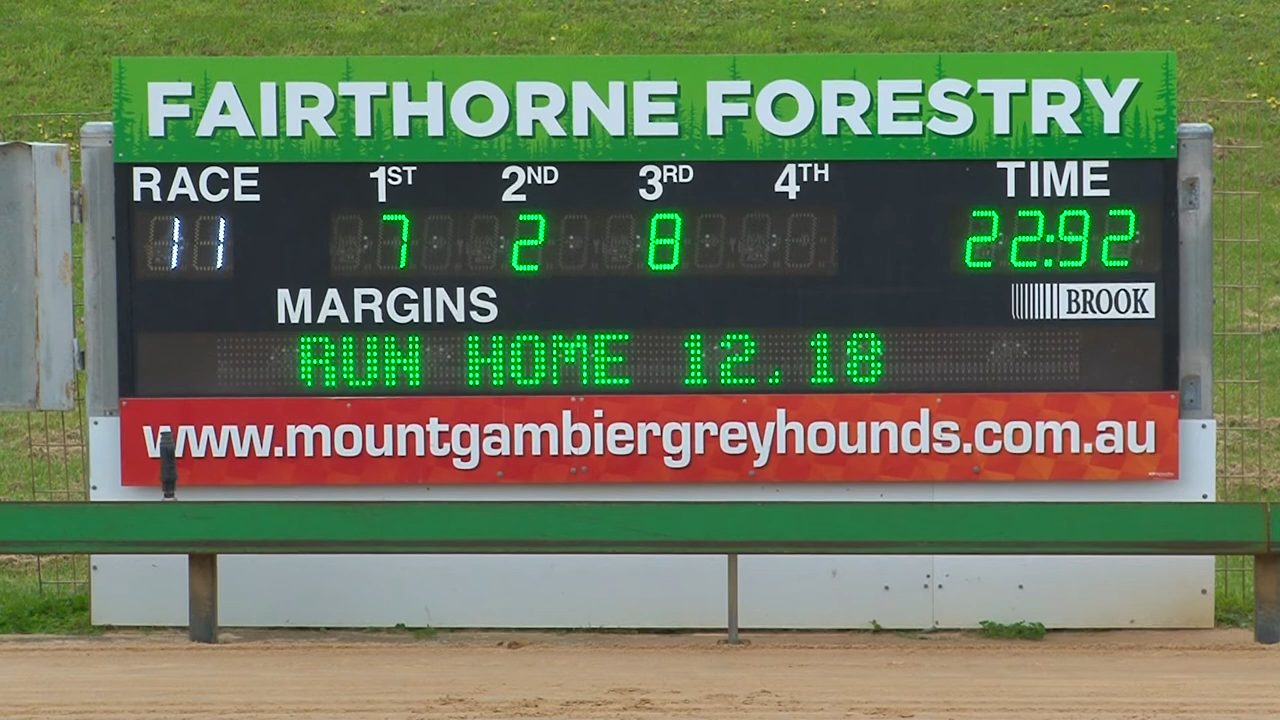 FAIRTHORNE FORESTRY
RACE 1ST 2ND 3RD 4TH TIME
11 7 2 8 22:92
MARGINS BROOK
RUN HOME 12.18
www.mountgambiergreyhounds.com.au